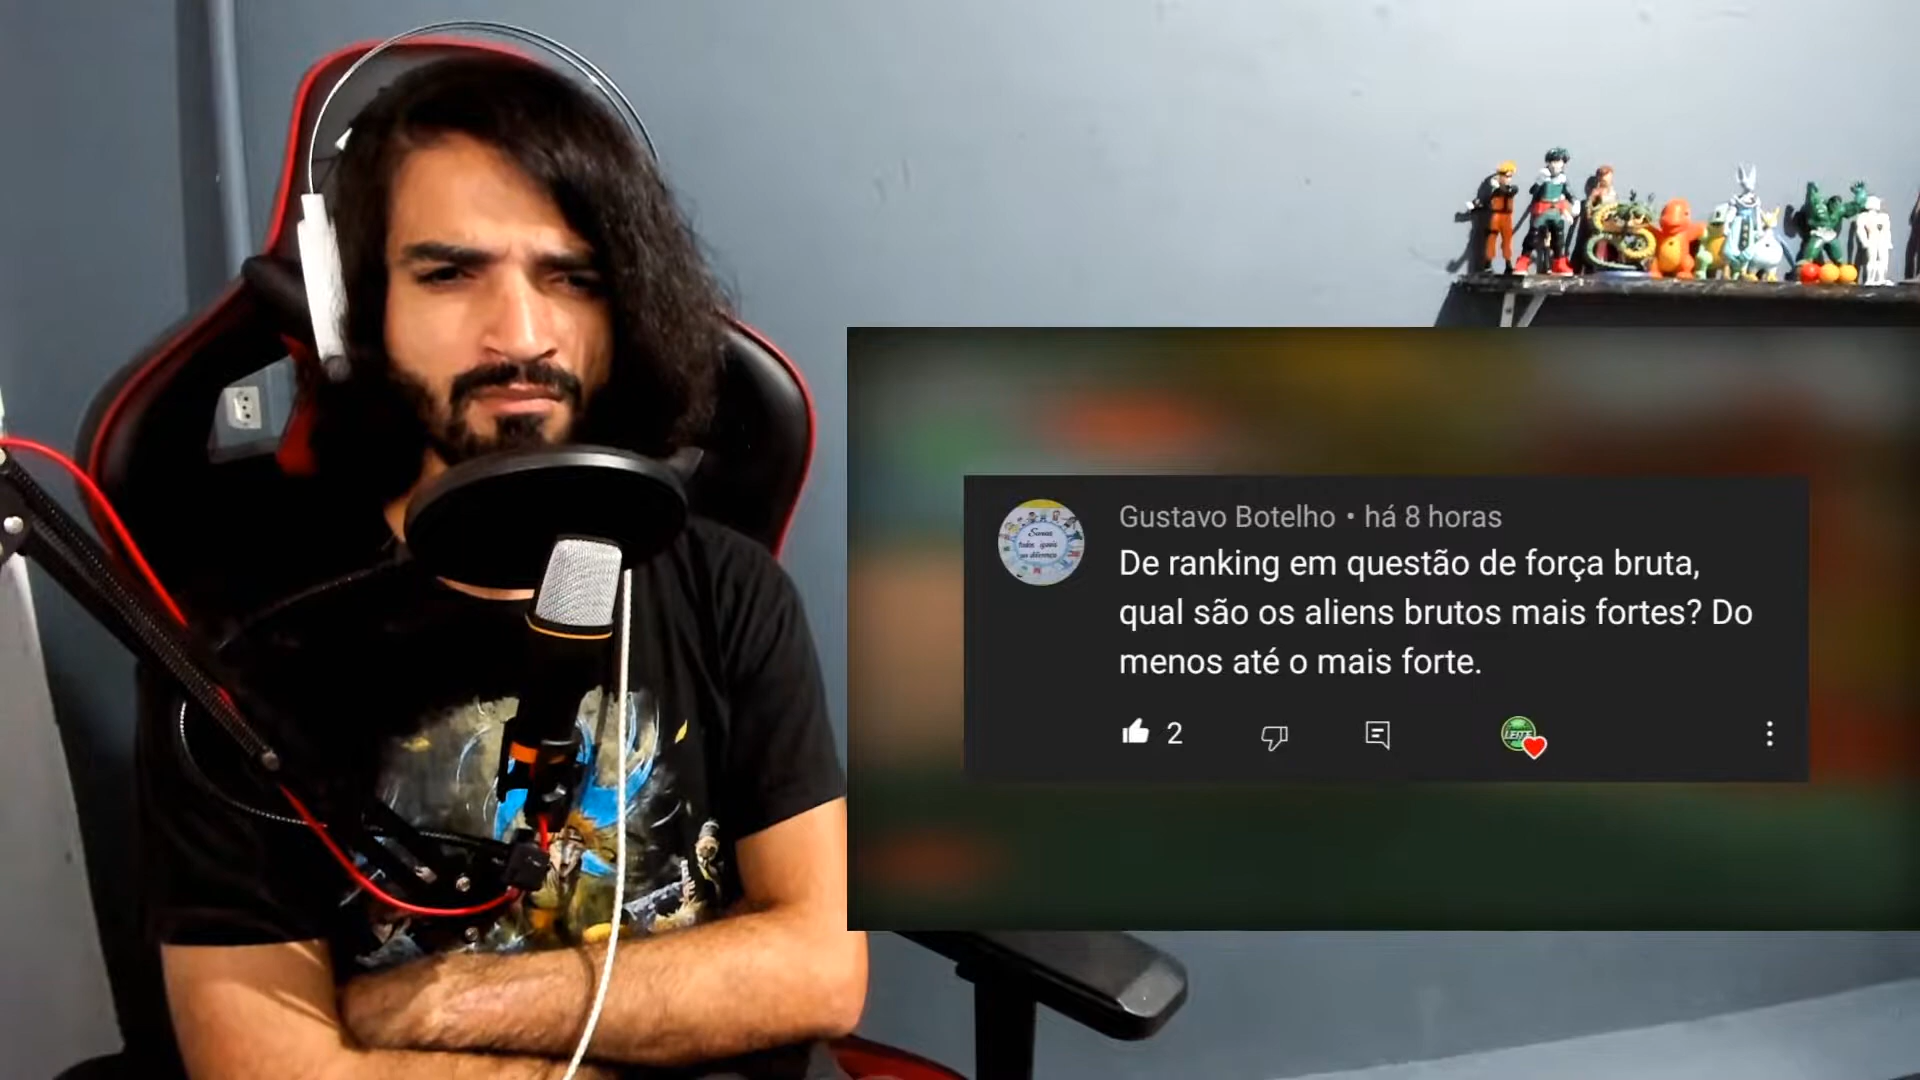 Gustavo Botelho • há 8 horas
De ranking em questão de força bruta,
qual são os aliens brutos mais fortes? Do
menos até o mais forte.
2